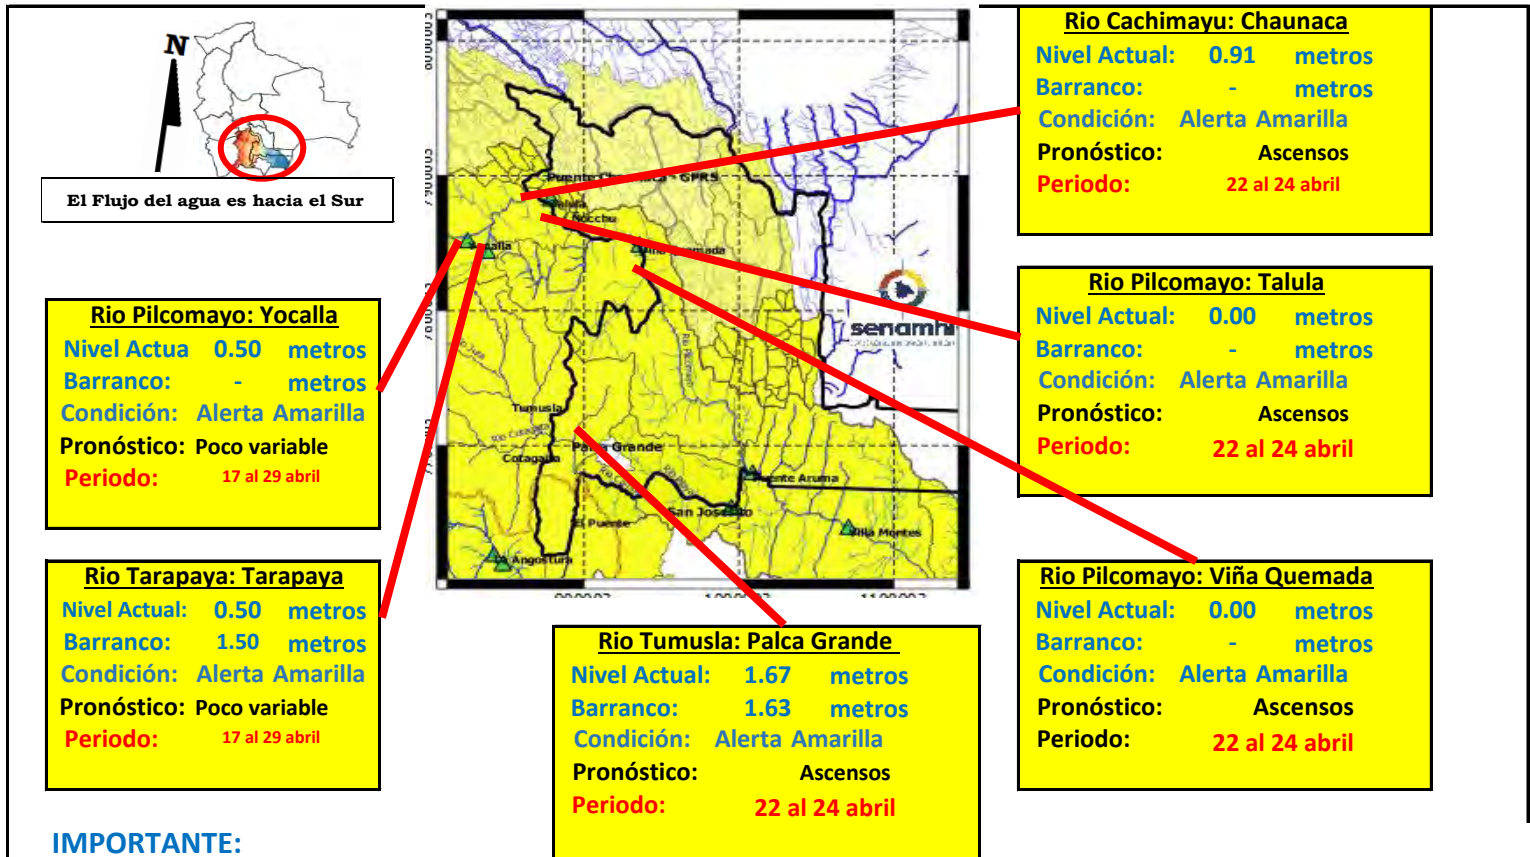 N
El Flujo del agua es hacia el Sur
Rio Pilcomayo: Yocalla
Nivel Actua 0.50 metros
Barranco: - metros
Condición: Alerta Amarilla
Pronóstico: Poco variable
Periodo: 17 al 29 abril
Rio Tarapaya: Tarapaya
Nivel Actual: 0.50 metros
Barranco: 1.50 metros
Condición: Alerta Amarilla
Pronóstico: Poco variable
Periodo: 17 al 29 abril
IMPORTANTE:
Talula
Nocchu
Tumusla
Palca Grande
Cotagaita
Puente Aruma
San Josecito
El Puente
Villa Montes
Angostura
senamhi
Rio Tumusla: Palca Grande
Nivel Actual: 1.67 metros
Barranco: 1.63 metros
Condición: Alerta Amarilla
Pronóstico: Ascensos
Periodo: 22 al 24 abril
Rio Cachimayu: Chaunaca
Nivel Actual: 0.91 metros
Barranco: - metros
Condición: Alerta Amarilla
Pronóstico: Ascensos
Periodo: 22 al 24 abril
Rio Pilcomayo: Talula
Nivel Actual: 0.00 metros
Barranco: - metros
Condición: Alerta Amarilla
Pronóstico: Ascensos
Periodo: 22 al 24 abril
Rio Pilcomayo: Viña Quemada
Nivel Actual: 0.00 metros
Barranco: - metros
Condición: Alerta Amarilla
Pronóstico: Ascensos
Periodo: 22 al 24 abril